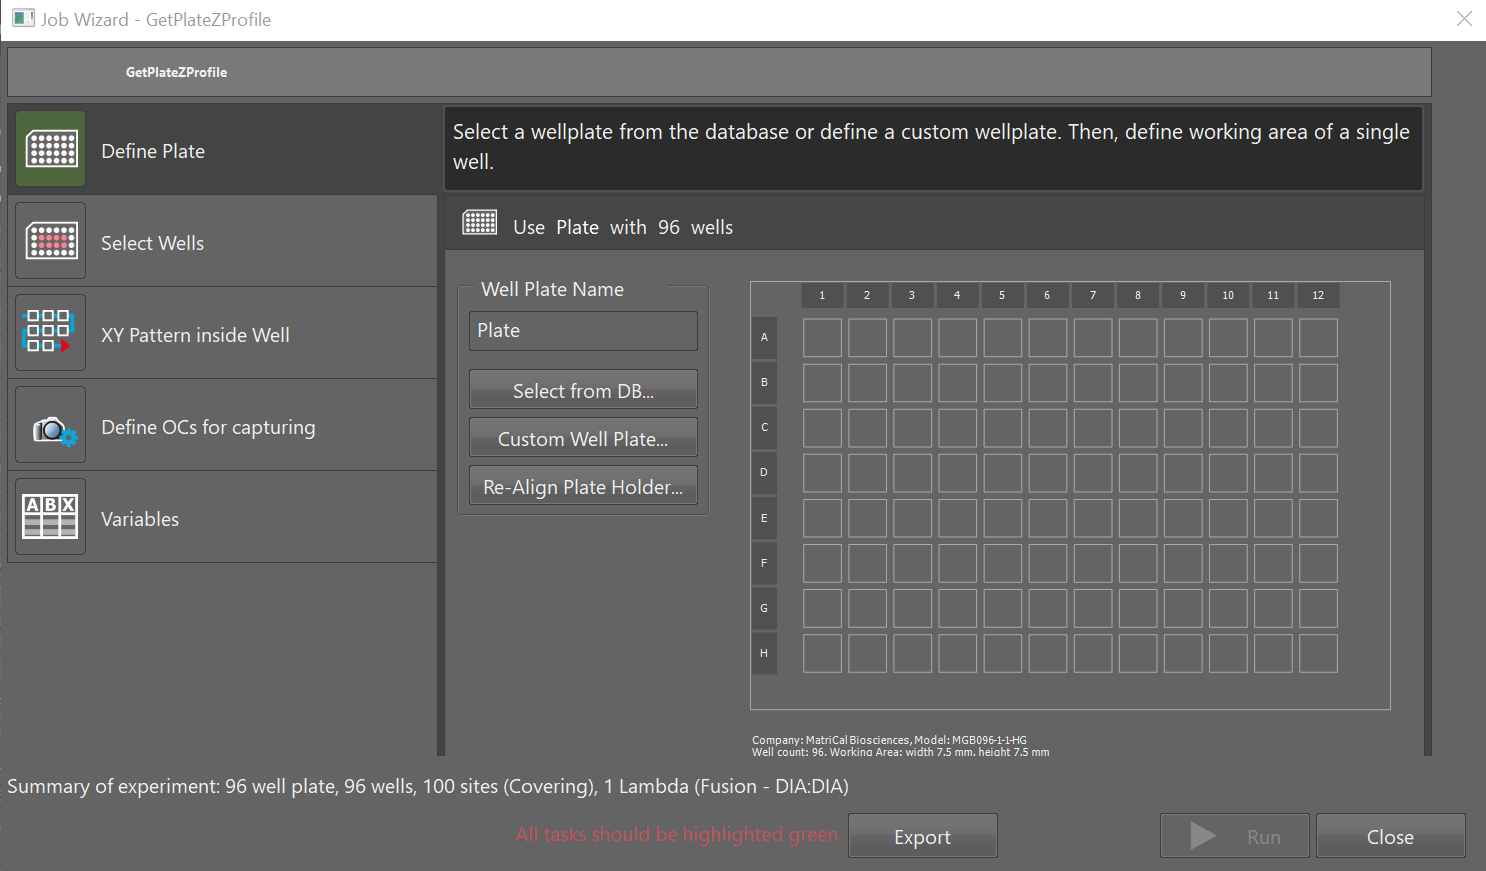 Job Wizard - GetPlateZProfile
GetPlateZProfile
Define Plate
Select Wells
XY Pattern inside Well
Define OCs for capturing
ABX
Variables
Select a wellplate from the database or define a custom wellplate. Then, define working area of a single
well.
Use Plate with 96 wells
Well Plate Name
Plate
Select from DB...
Custom Well Plate...
Re-Align Plate Holder...
1 2 3 4 5 6 7 8 9 10 11 12
A
B
C
D
E
F
G
H
Company: MatriCal Biosciences, Model: MGB096-1-1-HG
Well count: 96. Working Area: width 7.5 mm. height 7.5 mm
Summary of experiment: 96 well plate, 96 wells, 100 sites (Covering), 1 Lambda (Fusion - DIA:DIA)
All tasks should be highlighted green.
Export
Run
Close